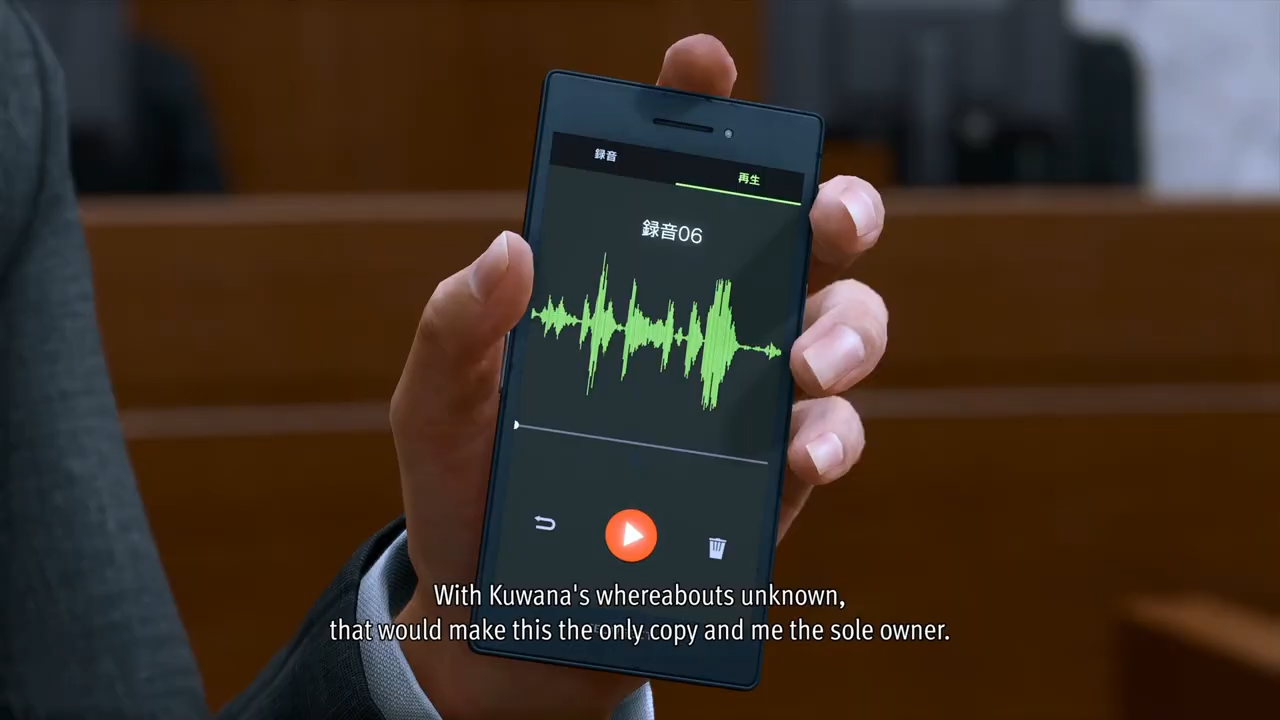 録音
再生
録音06
With Kuwana's whereabouts unknown,
that would make this the only copy and me the sole owner.